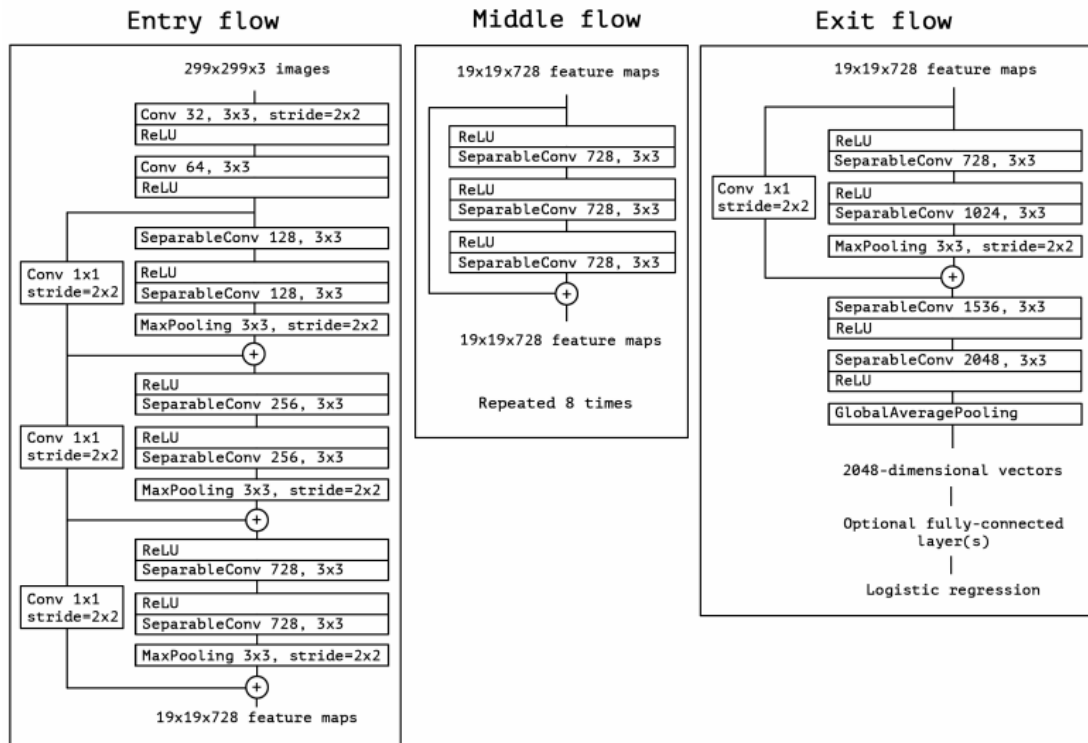 Entry flow
299x299x3 images
Conv 32, 3x3, stride=2x2
ReLU
Conv 64, 3x3
ReLU
SeparableConv 128, 3x3
Conv 1x1
stride=2x2
ReLU
SeparableConv 128, 3x3
MaxPooling 3x3, stride=2x2
+
ReLU
SeparableConv 256, 3x3
Conv 1x1
stride=2x2
ReLU
SeparableConv 256, 3x3
MaxPooling 3x3, stride=2x2
+
ReLU
SeparableConv 728, 3x3
Conv 1x1
stride=2x2
ReLU
SeparableConv 728, 3x3
MaxPooling 3x3, stride=2x2
+
19x19x728 feature maps
Middle flow
19x19x728 feature maps
ReLU
SeparableConv 728, 3x3
ReLU
SeparableConv 728, 3x3
ReLU
SeparableConv 728, 3x3
+
19x19x728 feature maps
Repeated 8 times
Exit flow
19x19x728 feature maps
ReLU
SeparableConv 728, 3x3
Conv 1x1
stride=2x2
ReLU
SeparableConv 1024, 3x3
MaxPooling 3x3, stride=2x2
+
SeparableConv 1536, 3x3
ReLU
SeparableConv 2048, 3x3
ReLU
GlobalAveragePooling
2048-dimensional vectors
Optional fully-connected
layer(s)
Logistic regression